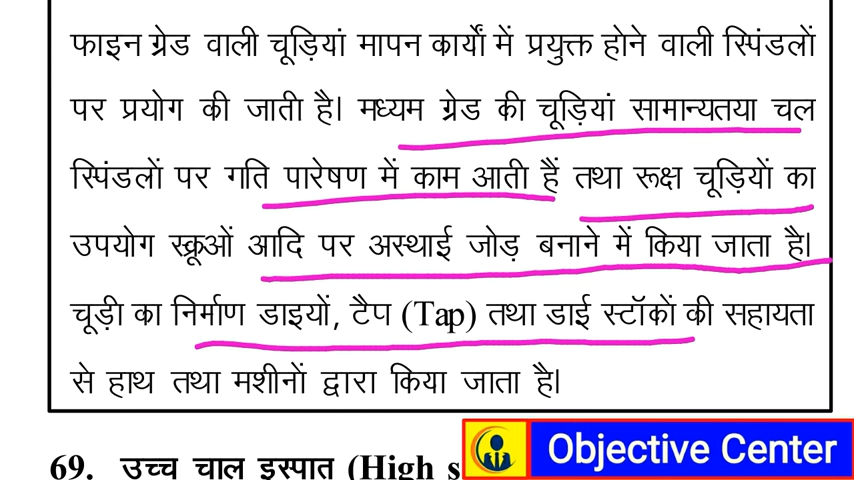 फाइन ग्रेड वाली चूड़ियां मापन कार्यों में प्रयुक्त होने वाली स्पिंडलों
पर प्रयोग की जाती है। मध्यम ग्रेड की चूड़ियां सामान्यतया चल
स्पिंडलों पर गति पारेषण में काम आती हैं तथा रूक्ष चूड़ियों का
उपयोग स्क्रूओं आदि पर अस्थाई जोड़ बनाने में किया जाता है।
चूड़ी का निर्माण डाइयों, टैप (Tap) तथा डाई स्टॉकों की सहायता
से हाथ तथा मशीनों द्वारा किया जाता है।
69. उच्च चाल इस्पात (High s
Objective Center